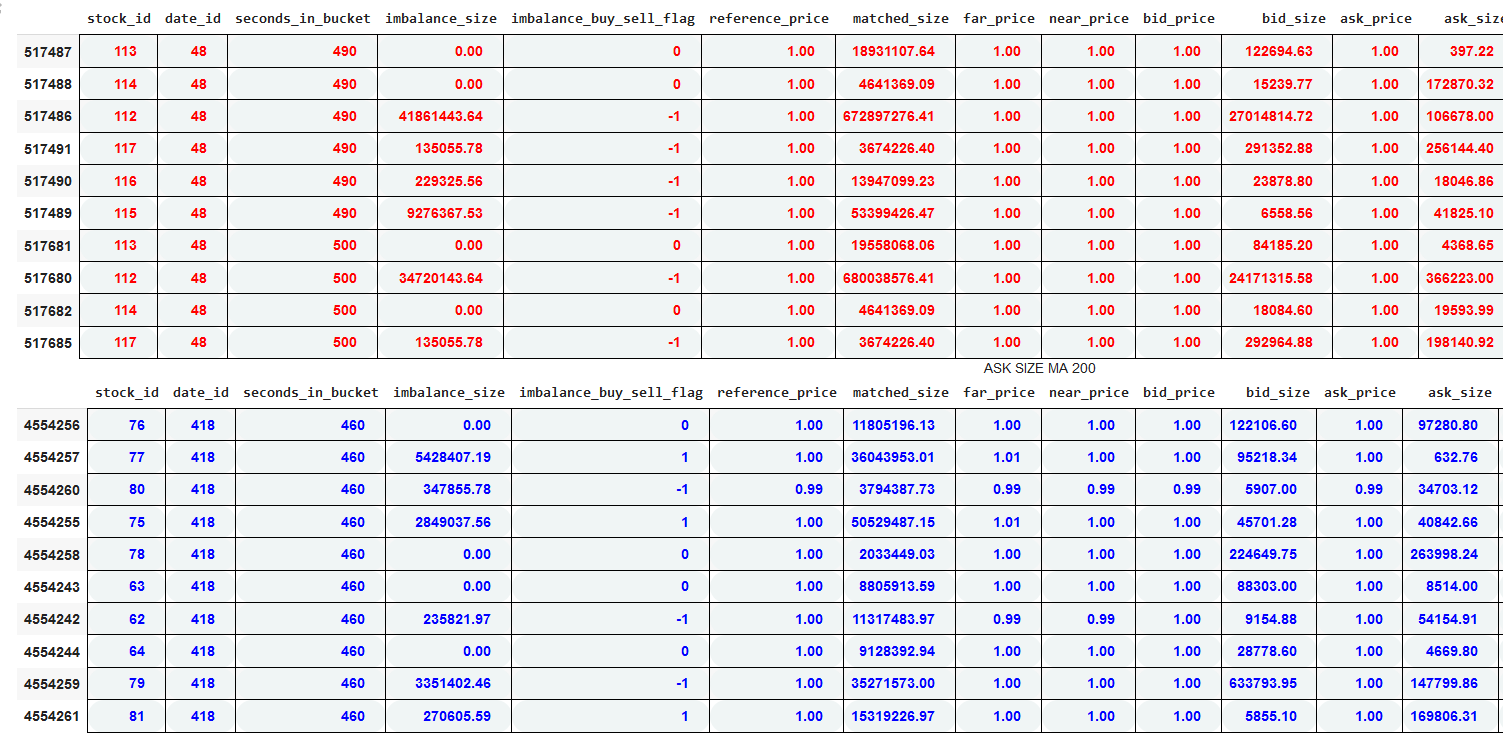 stock_id date_id seconds_in_bucket imbalance_size imbalance_buy_sell_flag reference_price matched_size far_price near_price bid_price bid_size ask_price ask_size
517487 113 48 490 0.00 0 1.00 18931107.64 1.00 1.00 1.00 122694.63 1.00 397.22
517488 114 48 490 0.00 0 1.00 4641369.09 1.00 1.00 1.00 15239.77 1.00 172870.32
517486 112 48 490 41861443.64 -1 1.00 672897276.41 1.00 1.00 1.00 27014814.72 1.00 106678.00
517491 117 48 490 135055.78 -1 1.00 3674226.40 1.00 1.00 1.00 291352.88 1.00 256144.40
517490 116 48 490 229325.56 -1 1.00 13947099.23 1.00 1.00 1.00 23878.80 1.00 18046.86
517489 115 48 490 9276367.53 -1 1.00 53399426.47 1.00 1.00 1.00 6558.56 1.00 41825.10
517681 113 48 500 0.00 0 1.00 19558068.06 1.00 1.00 1.00 84185.20 1.00 4368.65
517680 112 48 500 34720143.64 -1 1.00 680038576.41 1.00 1.00 1.00 24171315.58 1.00 366223.00
517682 114 48 500 0.00 0 1.00 4641369.09 1.00 1.00 1.00 18084.60 1.00 19593.99
517685 117 48 500 135055.78 -1 1.00 3674226.40 1.00 1.00 1.00 292964.88 1.00 198140.92
ASK SIZE MA 200
stock_id date_id seconds_in_bucket imbalance_size imbalance_buy_sell_flag reference_price matched_size far_price near_price bid_price bid_size ask_price ask_size
4554256 76 418 460 0.00 0 1.00 11805196.13 1.00 1.00 1.00 122106.60 1.00 97280.80
4554257 77 418 460 5428407.19 1 1.00 36043953.01 1.01 1.00 1.00 95218.34 1.00 632.76
4554260 80 418 460 347855.78 -1 0.99 3794387.73 0.99 0.99 0.99 5907.00 0.99 34703.12
4554255 75 418 460 2849037.56 1 1.00 50529487.15 1.01 1.00 1.00 45701.28 1.00 40842.66
4554258 78 418 460 0.00 0 1.00 2033449.03 1.00 1.00 1.00 224649.75 1.00 263998.24
4554243 63 418 460 0.00 0 1.00 8805913.59 1.00 1.00 1.00 88303.00 1.00 8514.00
4554242 62 418 460 235821.97 -1 1.00 11317483.97 0.99 0.99 1.00 9154.88 1.00 54154.91
4554244 64 418 460 0.00 0 1.00 9128392.94 1.00 1.00 1.00 28778.60 1.00 4669.80
4554259 79 418 460 3351402.46 -1 1.00 35271573.00 1.00 1.00 1.00 633793.95 1.00 147799.86
4554261 81 418 460 270605.59 1 1.00 15319226.97 1.00 1.00 1.00 5855.10 1.00 169806.31